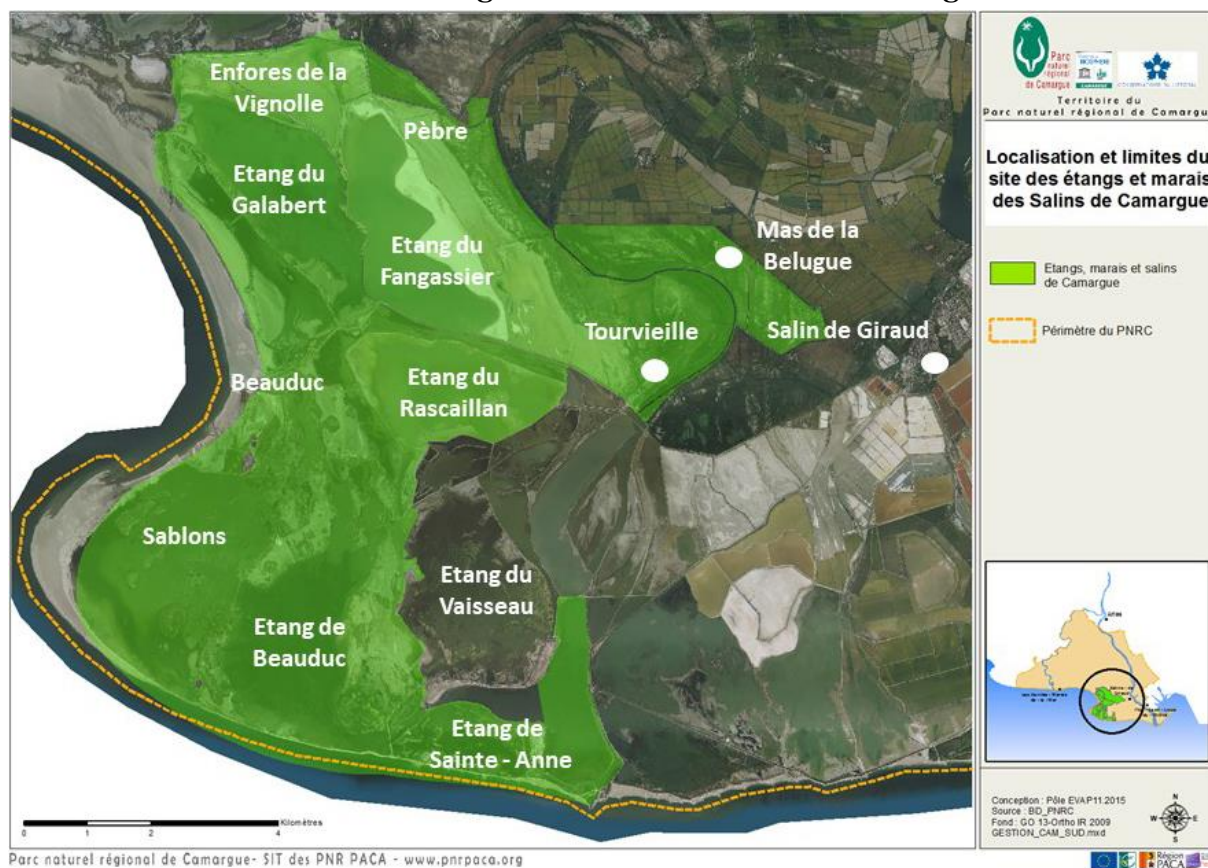 Enfores de la
Vignolle
Pèbre
Etang du
Galabert
Etang du
Fangassier
Mas de la
Belugue
Tourvieille
Salin de Giraud
Beauduc
Etang du
Rascaillan
Sablons
Etang du
Vaisseau
Etang de
Beauduc
Etang de
Sainte - Anne
Kilomètres
0 1 2 4
Parc naturel régional de Camargue- SIT des PNR PACA - www.pnrpaca.org
Parc
naturel
régional
de Camargue
Territoire du
Parc naturel régional de Camargue
Localisation et limites du
site des étangs et marais
des Salins de Camargue
Etangs, marais et salins
de Camargue
Périmètre du PNRC
Arles
Conception : Pôle EVAP11.2015
Source : BD_PNRC
Fond : GO 13-Ortho IR 2009
GESTION_CAM_SUD.mxd
N
W E
S
Région
PACA